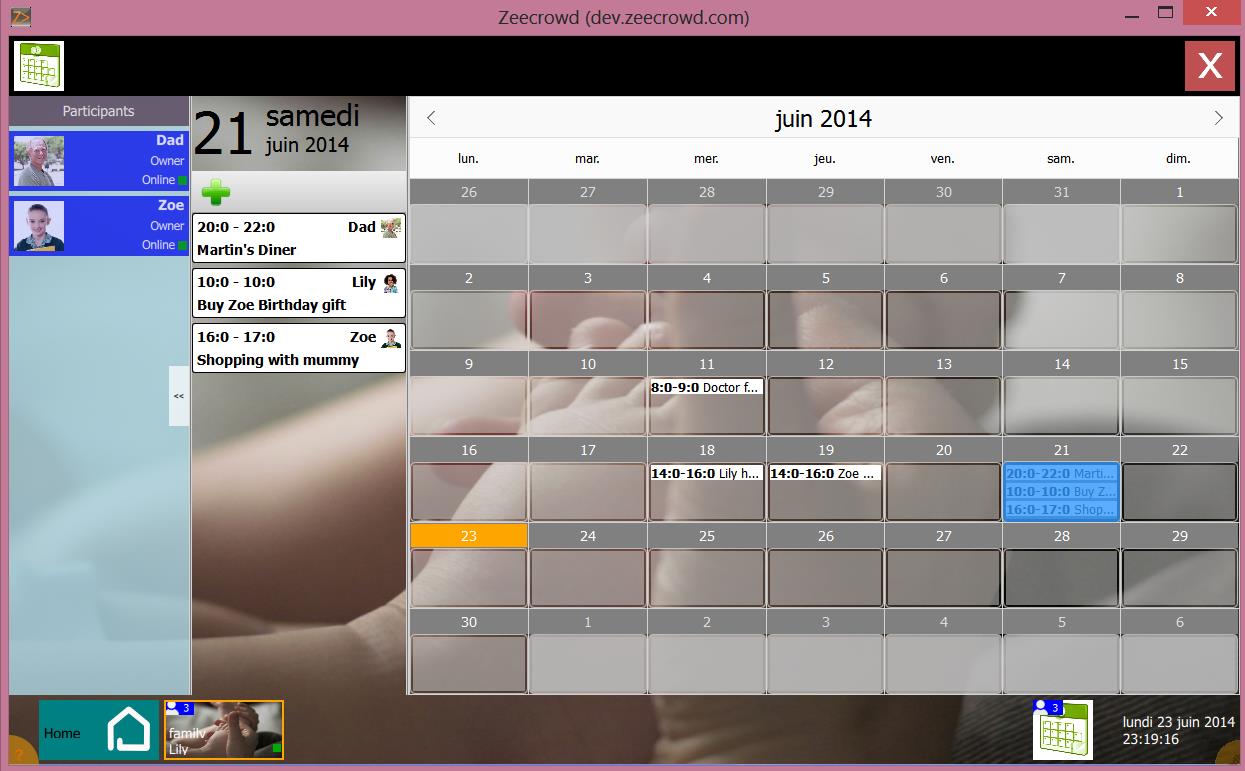 Zeecrowd (dev.zeecrowd.com)
X
Participants
Dad
Owner
Online
Zoe
Owner
Online
<<
21 samedi
juin 2014
20:0 - 22:0 Dad
Martin's Diner
10:0 - 10:0 Lily
Buy Zoe Birthday gift
16:0 - 17:0 Zoe
Shopping with mummy
juin 2014
lun. mar. mer. jeu. ven. sam. dim.
26 27 28 29 30 31 1
2 3 4 5 6 7 8
9 10 11 12 13 14 15
8:0-9:0 Doctor f...
16 17 18 19 20 21 22
14:0-16:0 Lily h... 14:0-16:0 Zoe ... 20:0-22:0 Marti...
10:0-10:0 Buy Z...
16:0-17:0 Shop...
23 24 25 26 27 28 29
30 1 2 3 4 5 6
?
Home
3
family
Lily
3
lundi 23 juin 2014
23:19:16